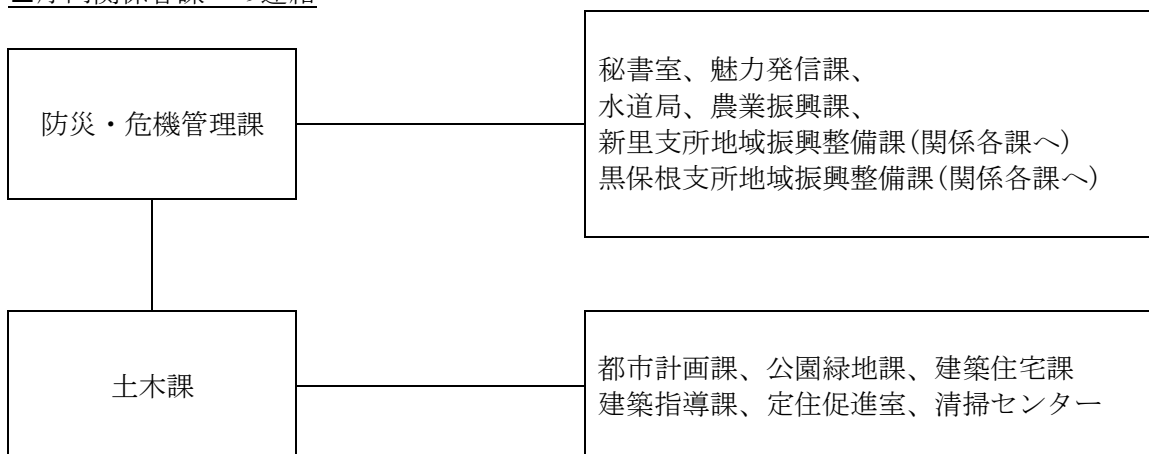 防災・危機管理課
秘書室、魅力発信課、
水道局、農業振興課、
新里支所地域振興整備課(関係各課へ)
黒保根支所地域振興整備課(関係各課へ)
土木課
都市計画課、公園緑地課、建築住宅課
建築指導課、定住促進室、清掃センター